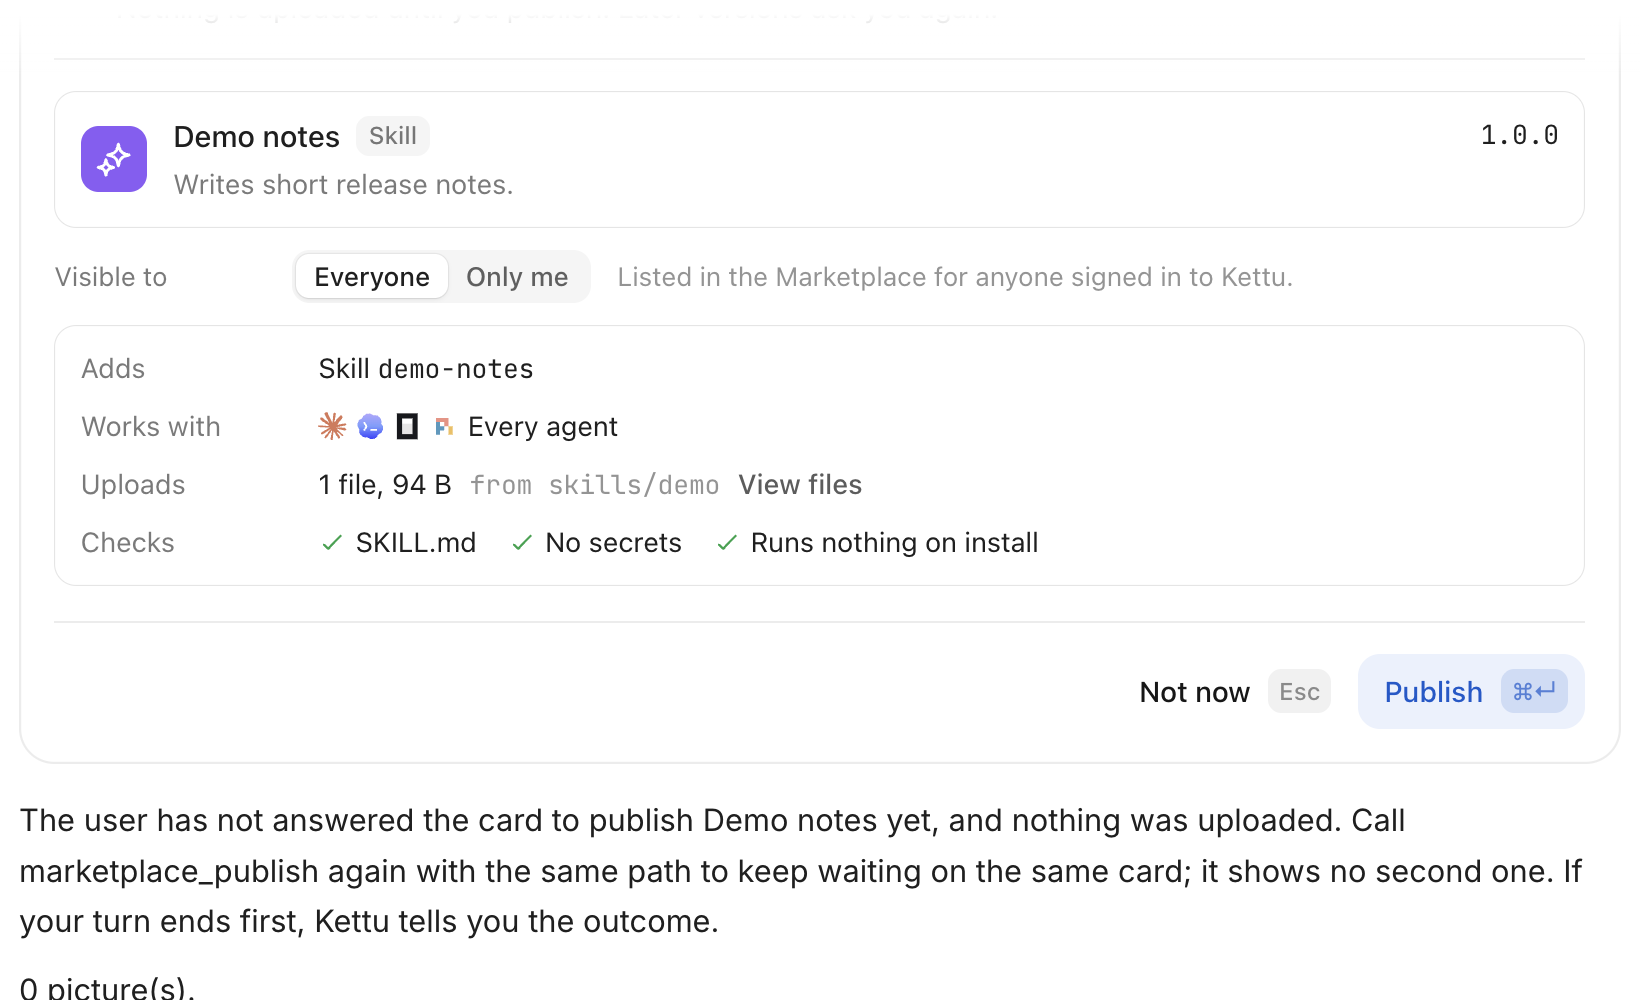 Demo notes Skill 1.0.0
Writes short release notes.
Visible to Everyone Only me Listed in the Marketplace for anyone signed in to Kettu.
Adds Skill demo-notes
Works with Every agent
Uploads 1 file, 94 B from skills/demo View files
Checks SKILL.md No secrets Runs nothing on install
Not now Esc Publish ⌘↵
The user has not answered the card to publish Demo notes yet, and nothing was uploaded. Call
marketplace_publish again with the same path to keep waiting on the same card; it shows no second one. If
your turn ends first, Kettu tells you the outcome.
0 picture(s).